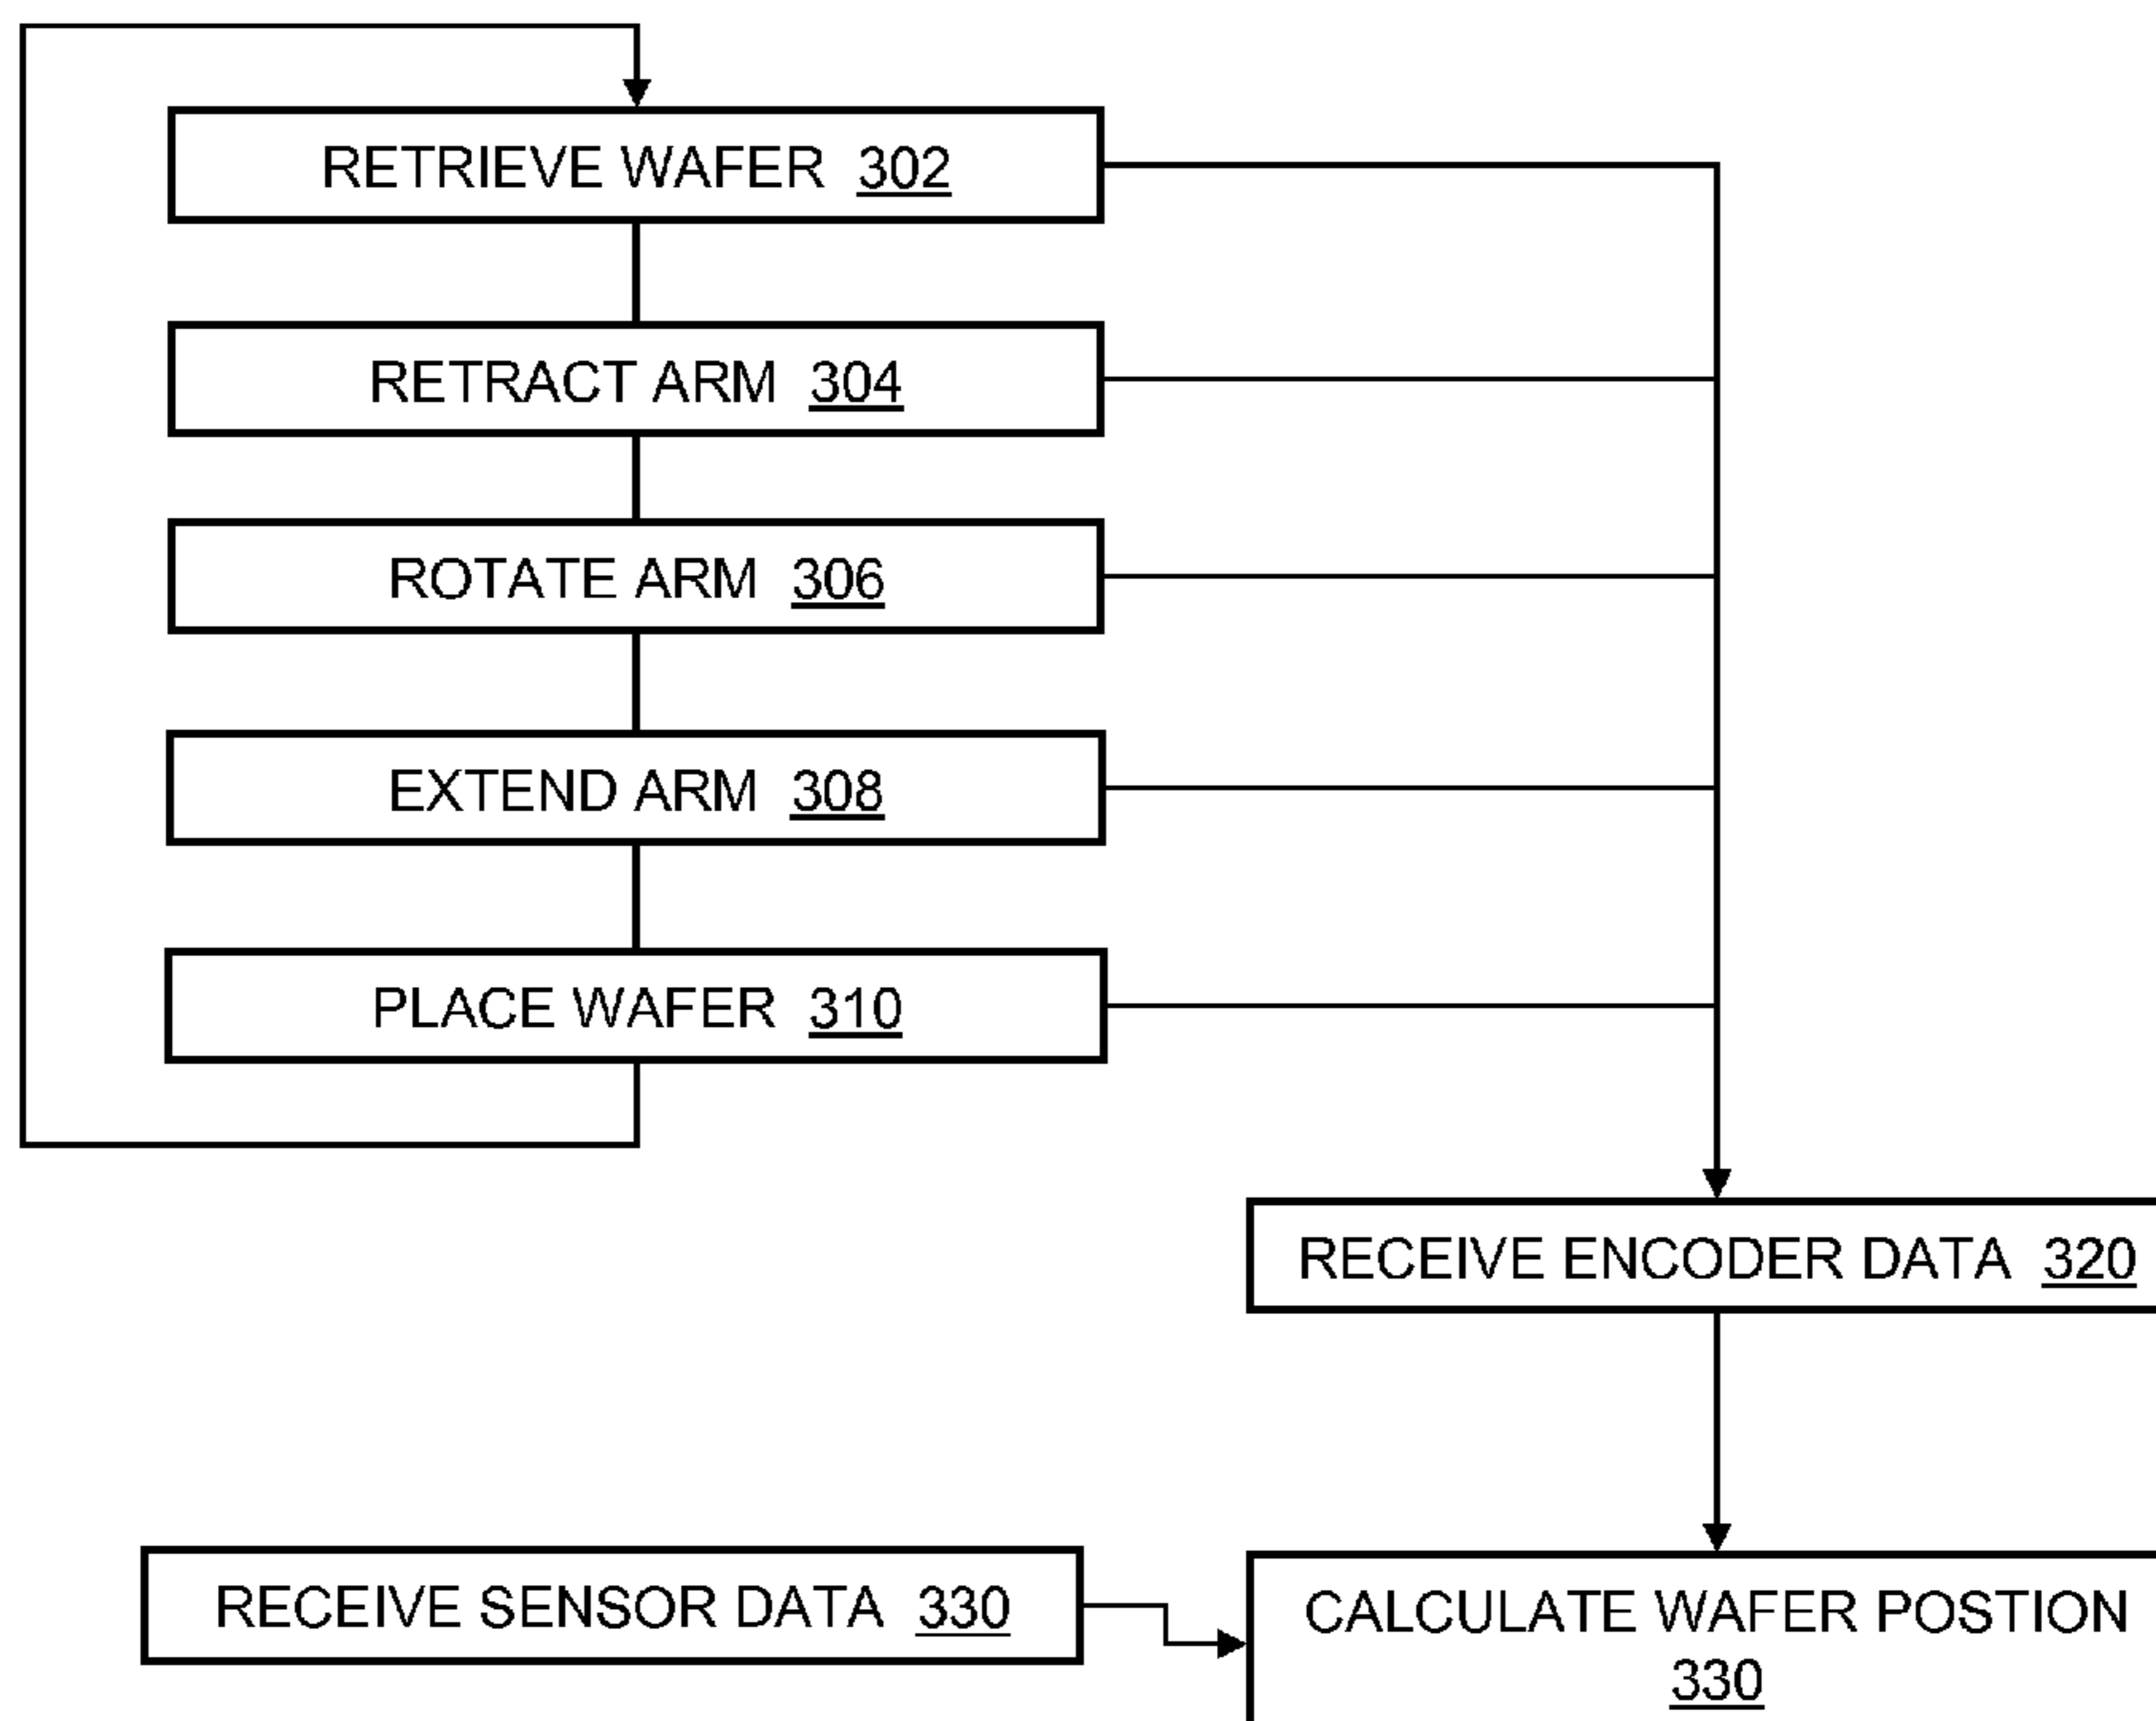 RETRIEVE WAFER 302
RETRACT ARM 304
ROTATE ARM 306
EXTEND ARM 308
PLACE WAFER 310
RECEIVE ENCODER DATA 320
RECEIVE SENSOR DATA 330
CALCULATE WAFER POSTION
330